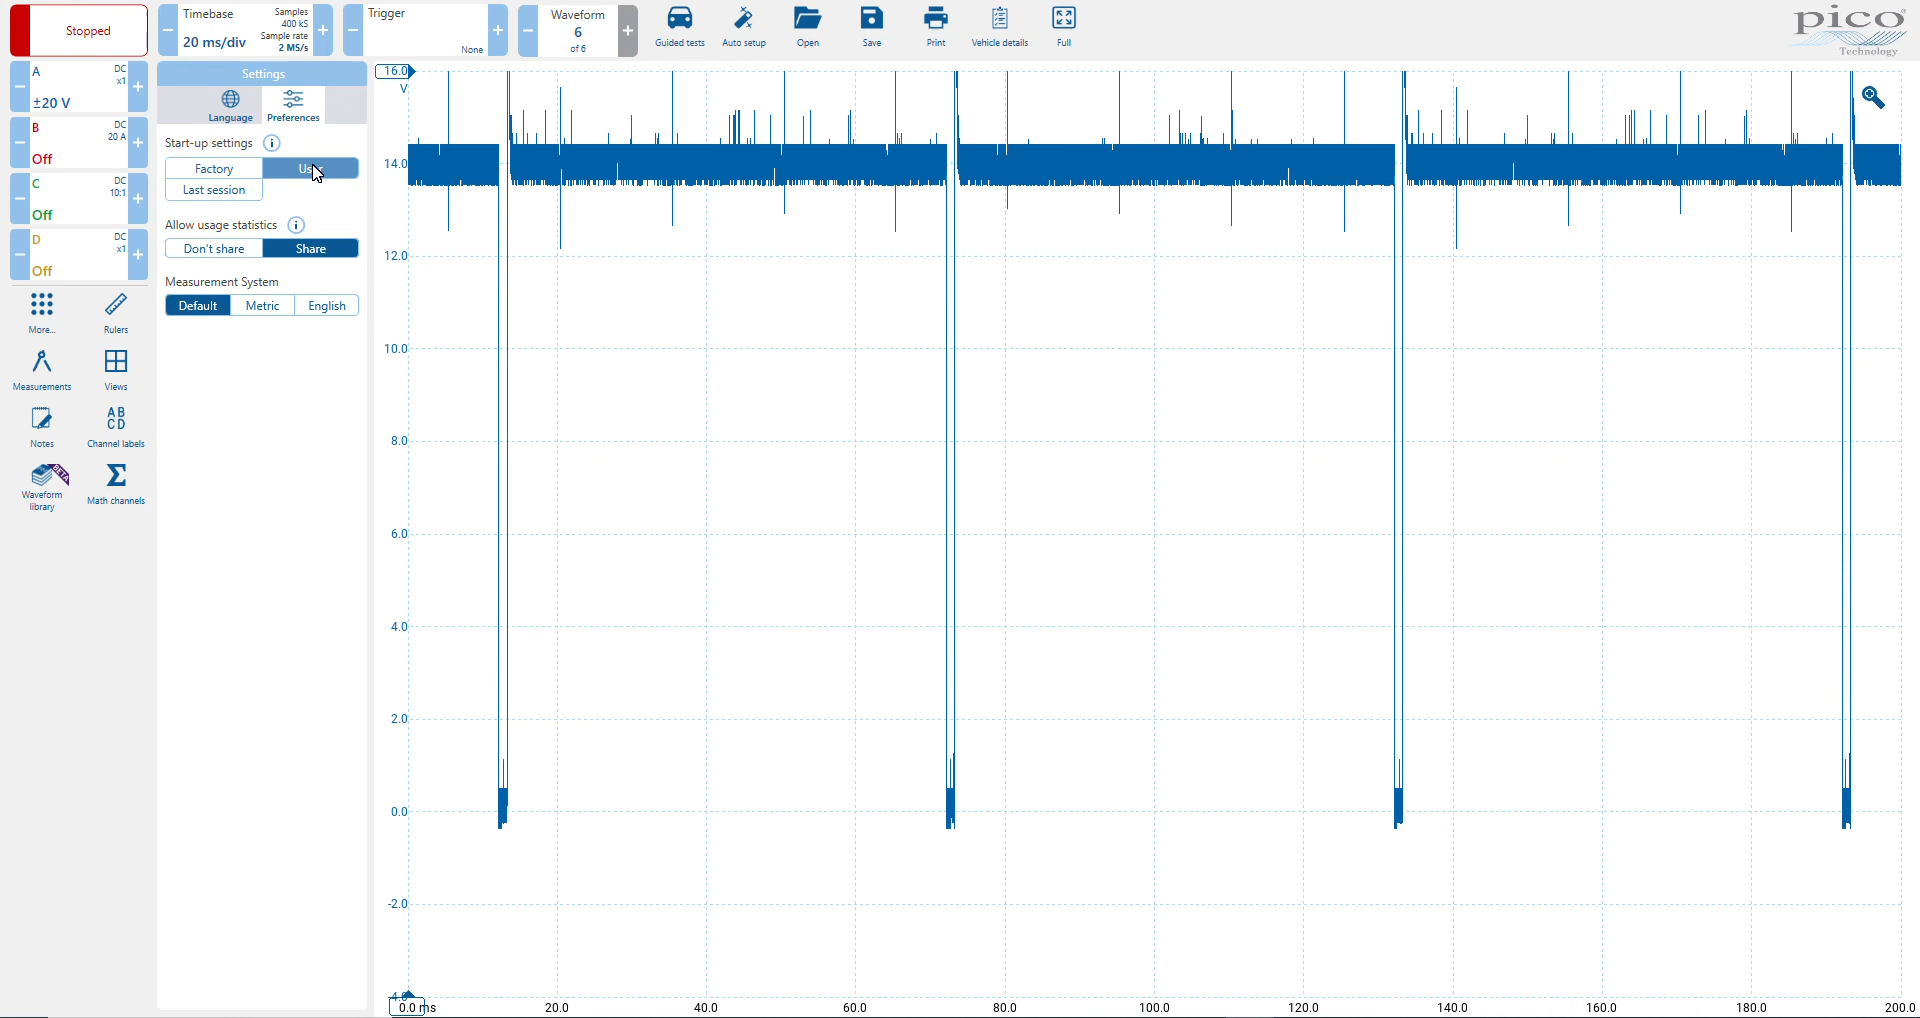 Stopped
Timebase
20 ms/div
Samples
400 kS
Sample rate
2 MS/s
Trigger
None
Waveform
6
of 6
Guided tests
Auto setup
Open
Save
Print
Vehicle details
Full
pico
Technology
A
DC
x1
±20 V
B
DC
20 A
Off
C
DC
10:1
Off
D
DC
x1
Off
More...
Rulers
Measurements
Views
Notes
A B
C D
Channel labels
BETA
Waveform
library
Math channels
Settings
Language
Preferences
Start-up settings
Factory
Last session
Allow usage statistics
Don't share
Share
Measurement System
Default
Metric
English
16.0
V
14.0
12.0
10.0
8.0
6.0
4.0
2.0
0.0
-2.0
-4.0
0.0 ms
20.0
40.0
60.0
80.0
100.0
120.0
140.0
160.0
180.0
200.0